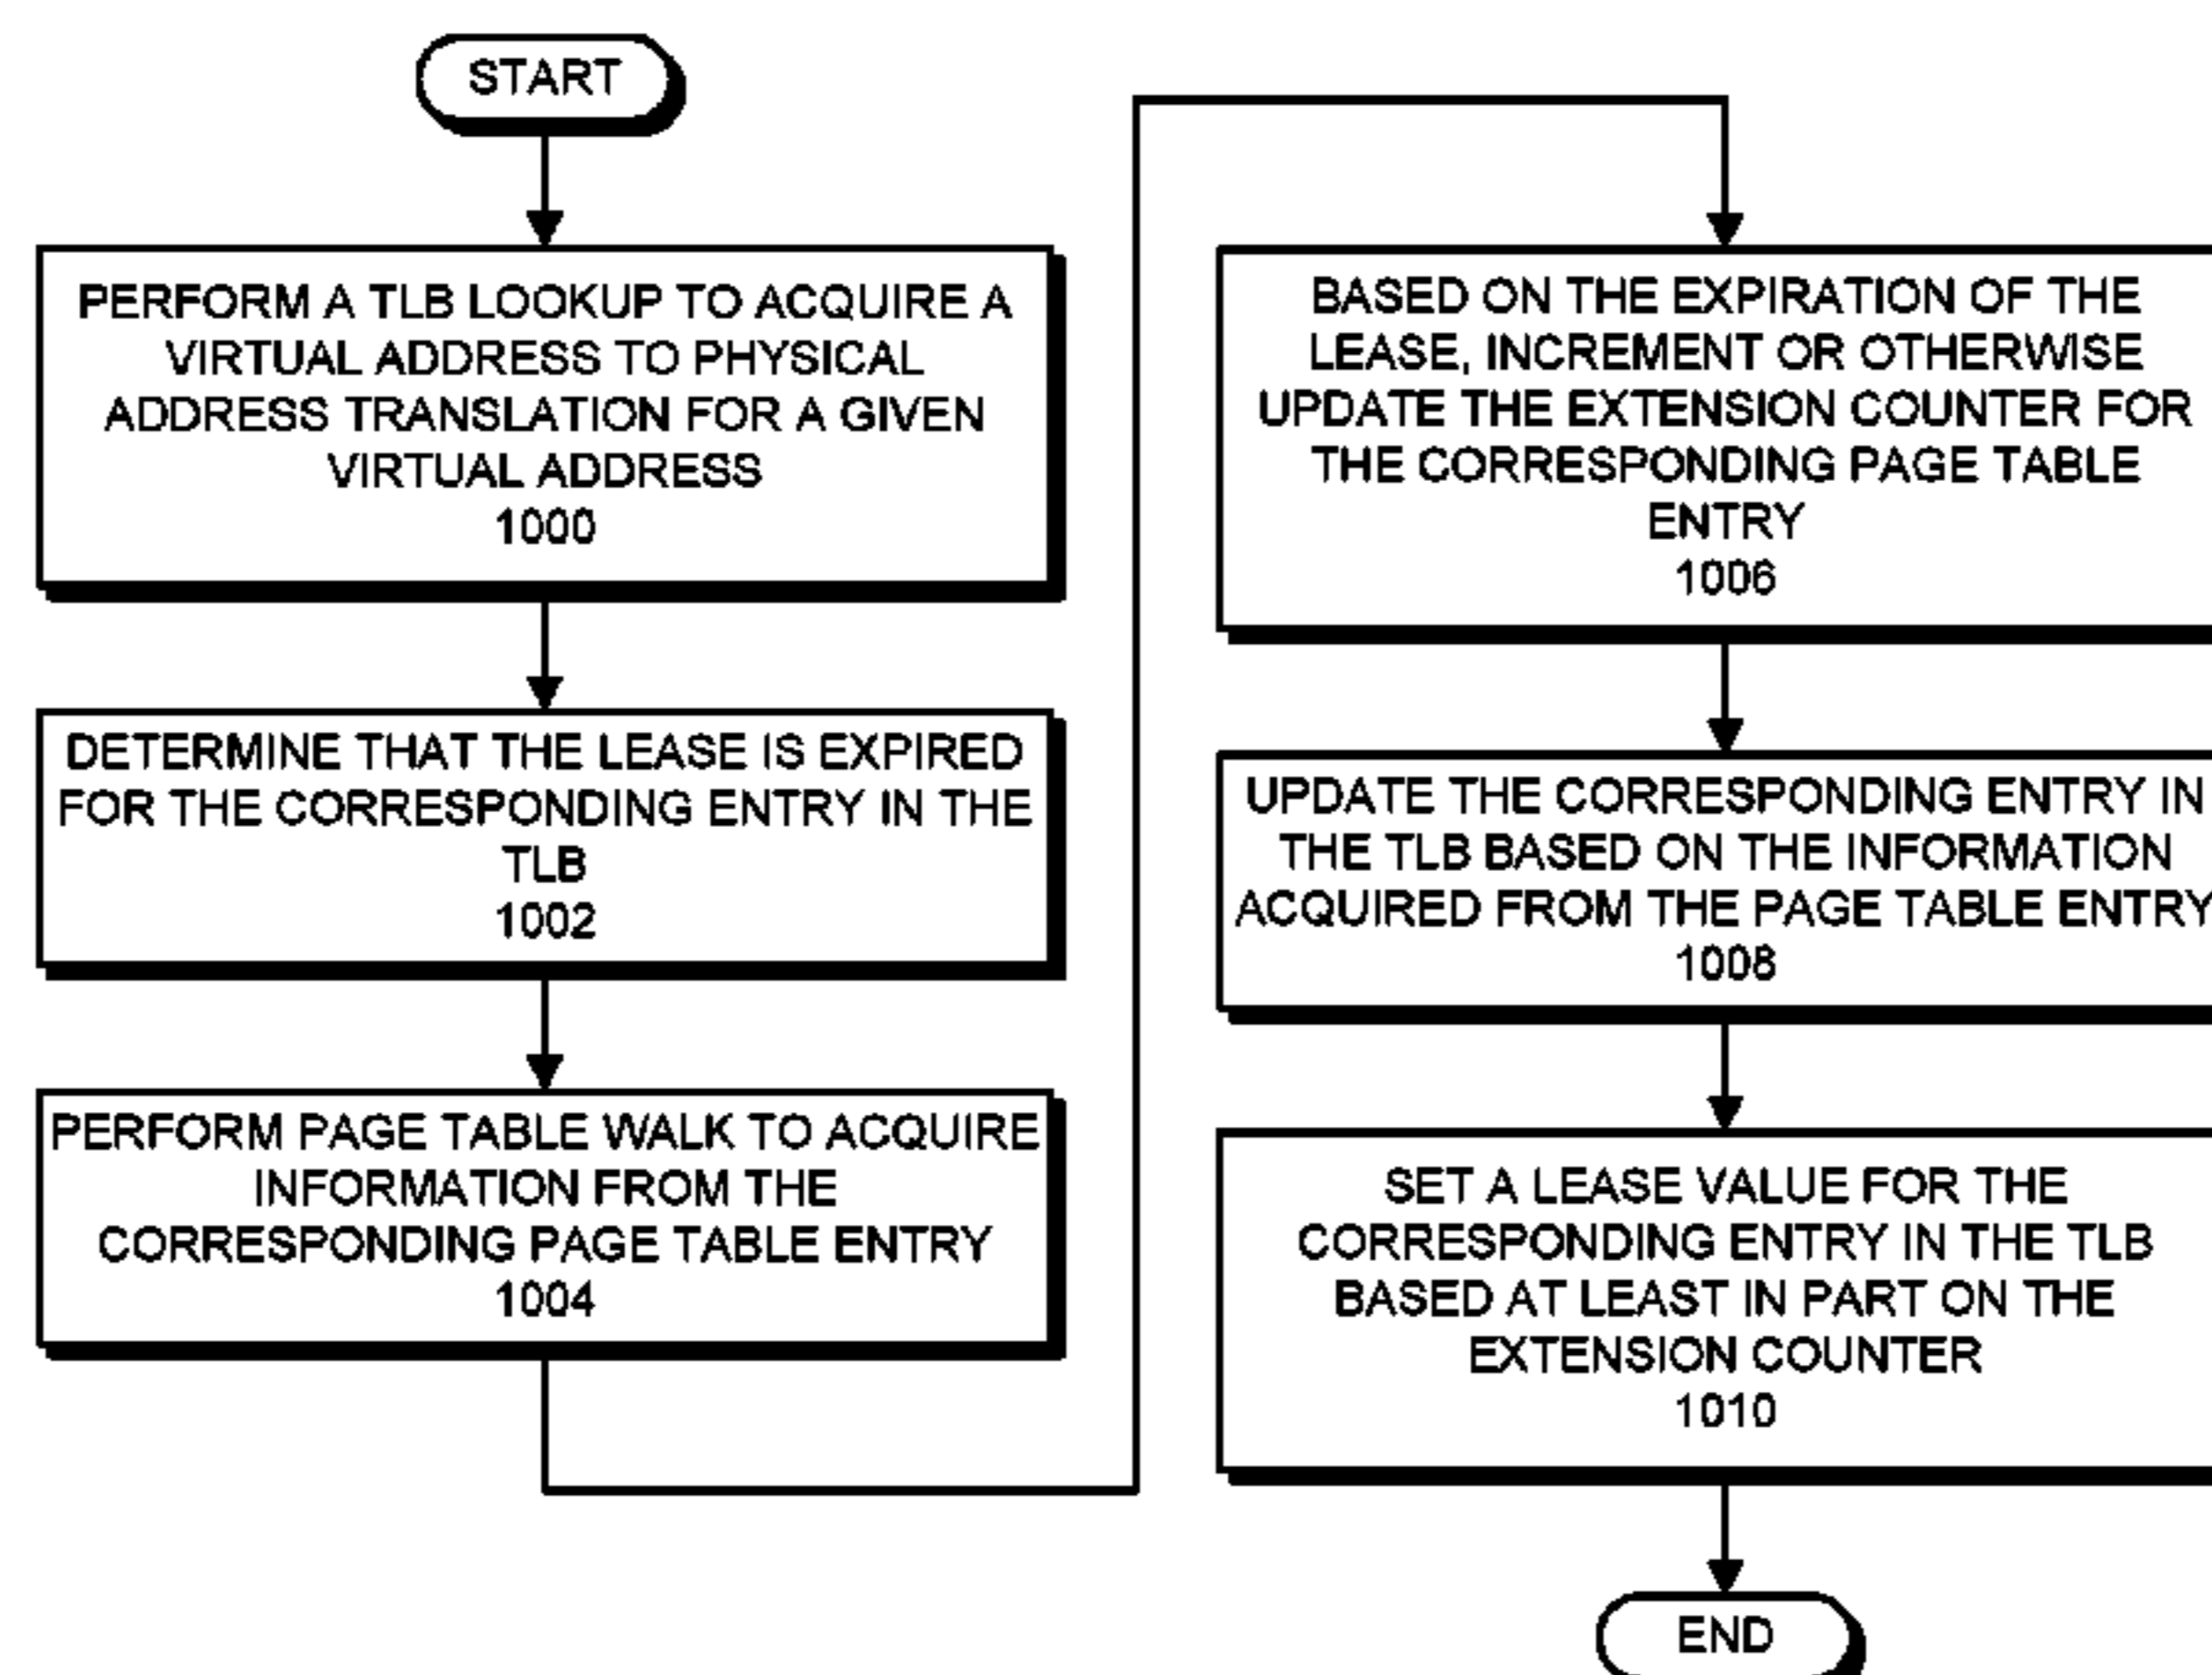 START
PERFORM A TLB LOOKUP TO ACQUIRE A
VIRTUAL ADDRESS TO PHYSICAL
ADDRESS TRANSLATION FOR A GIVEN
VIRTUAL ADDRESS
1000
DETERMINE THAT THE LEASE IS EXPIRED
FOR THE CORRESPONDING ENTRY IN THE
TLB
1002
PERFORM PAGE TABLE WALK TO ACQUIRE
INFORMATION FROM THE
CORRESPONDING PAGE TABLE ENTRY
1004
BASED ON THE EXPIRATION OF THE
LEASE, INCREMENT OR OTHERWISE
UPDATE THE EXTENSION COUNTER FOR
THE CORRESPONDING PAGE TABLE
ENTRY
1006
UPDATE THE CORRESPONDING ENTRY IN
THE TLB BASED ON THE INFORMATION
ACQUIRED FROM THE PAGE TABLE ENTRY
1008
SET A LEASE VALUE FOR THE
CORRESPONDING ENTRY IN THE TLB
BASED AT LEAST IN PART ON THE
EXTENSION COUNTER
1010
END